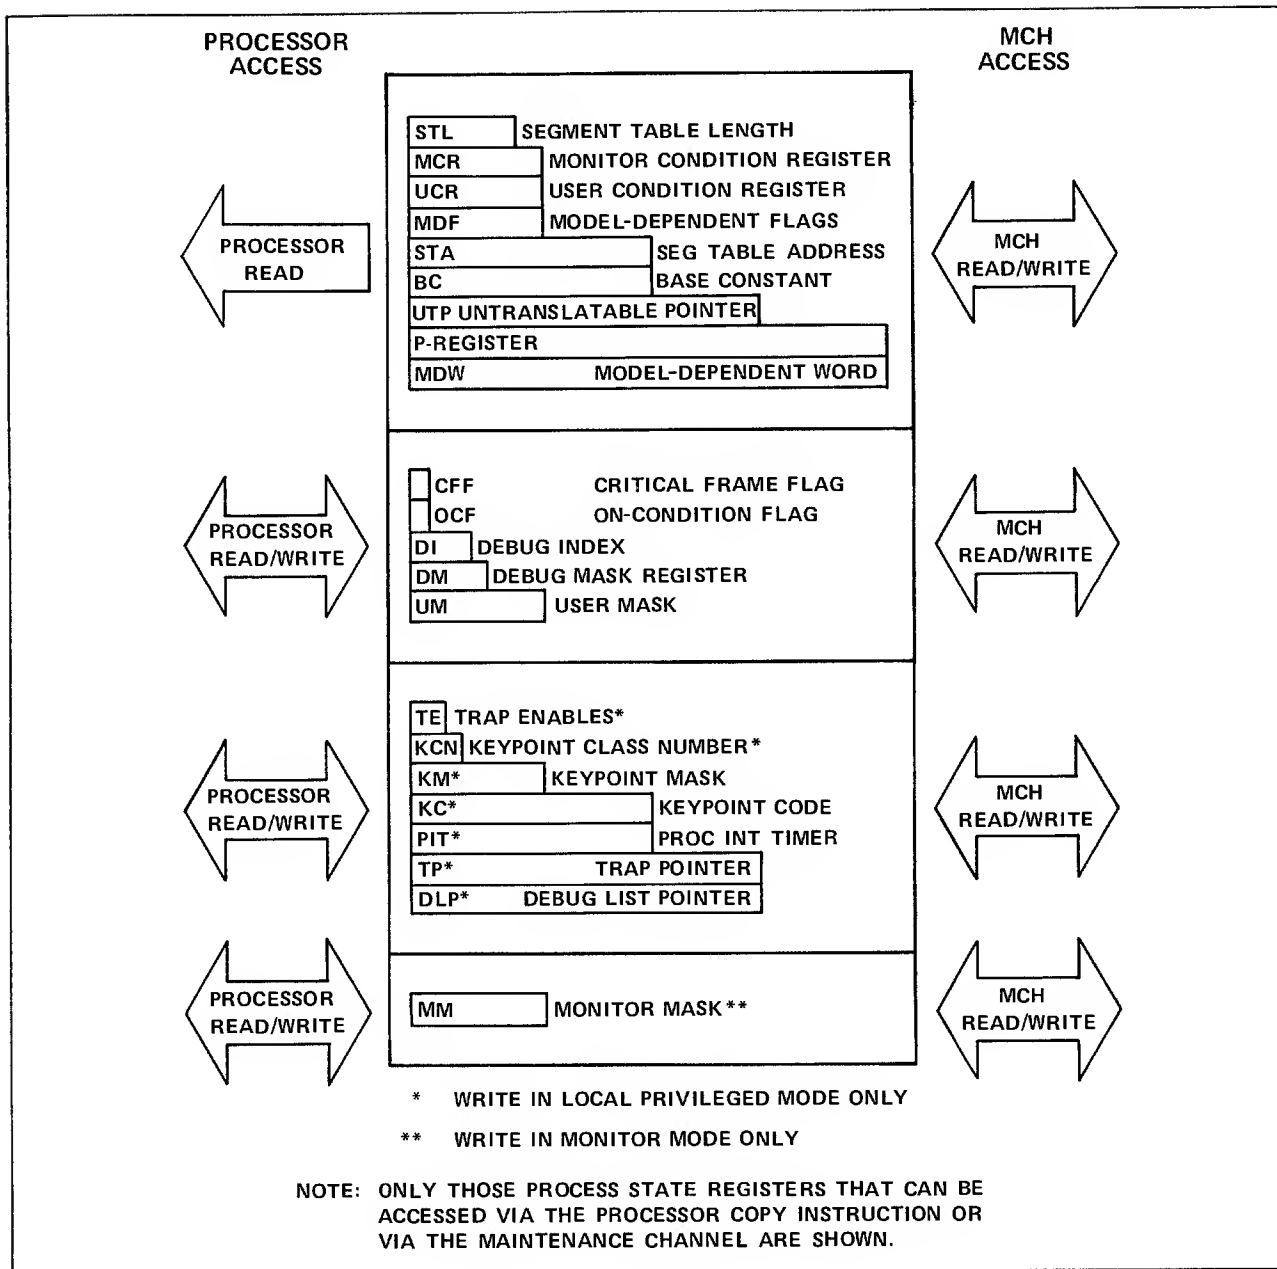 PROCESSOR
ACCESS
MCH
ACCESS
STL SEGMENT TABLE LENGTH
MCR MONITOR CONDITION REGISTER
UCR USER CONDITION REGISTER
MDF MODEL-DEPENDENT FLAGS
STA SEG TABLE ADDRESS
BC BASE CONSTANT
UTP UNTRANSLATABLE POINTER
P-REGISTER
MDW MODEL-DEPENDENT WORD
PROCESSOR
READ
MCH
READ/WRITE
CFF CRITICAL FRAME FLAG
OCF ON-CONDITION FLAG
DI DEBUG INDEX
DM DEBUG MASK REGISTER
UM USER MASK
PROCESSOR
READ/WRITE
MCH
READ/WRITE
TE TRAP ENABLES*
KCN KEYPOINT CLASS NUMBER*
KM* KEYPOINT MASK
KC* KEYPOINT CODE
PIT* PROC INT TIMER
TP* TRAP POINTER
DLP* DEBUG LIST POINTER
PROCESSOR
READ/WRITE
MCH
READ/WRITE
MM MONITOR MASK**
PROCESSOR
READ/WRITE
MCH
READ/WRITE
* WRITE IN LOCAL PRIVILEGED MODE ONLY
** WRITE IN MONITOR MODE ONLY
NOTE: ONLY THOSE PROCESS STATE REGISTERS THAT CAN BE
ACCESSED VIA THE PROCESSOR COPY INSTRUCTION OR
VIA THE MAINTENANCE CHANNEL ARE SHOWN.